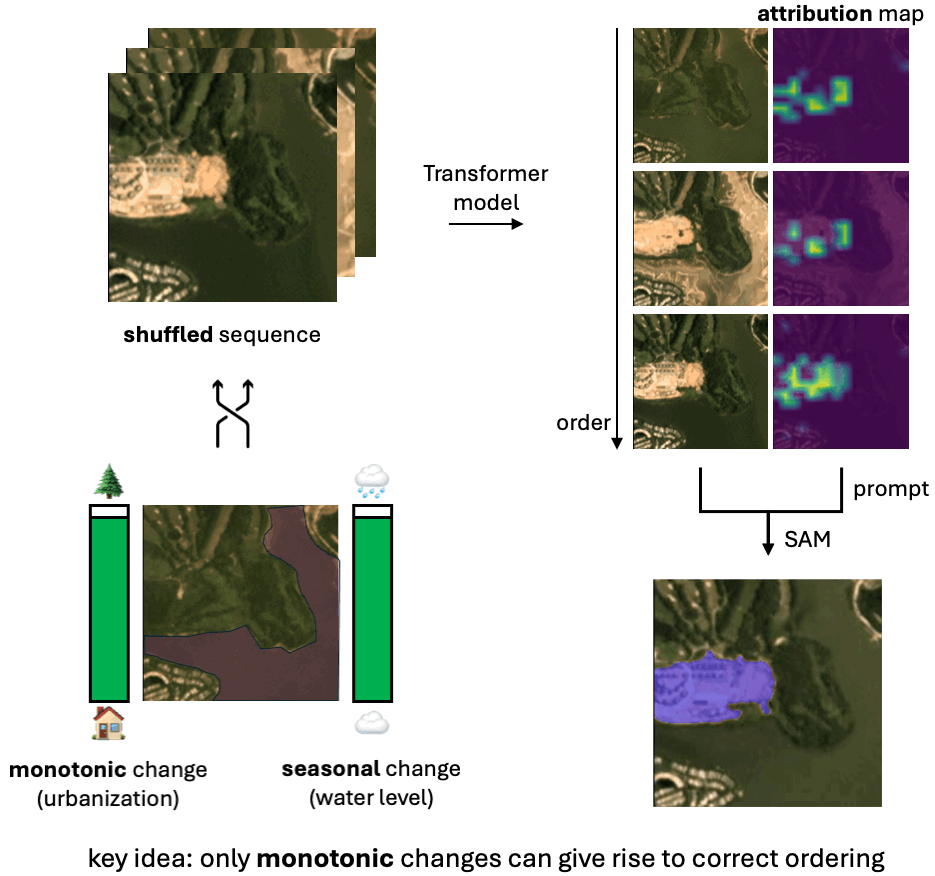 attribution map
Transformer
model
shuffled sequence
order
prompt
SAM
monotonic change
(urbanization)
seasonal change
(water level)
key idea: only monotonic changes can give rise to correct ordering